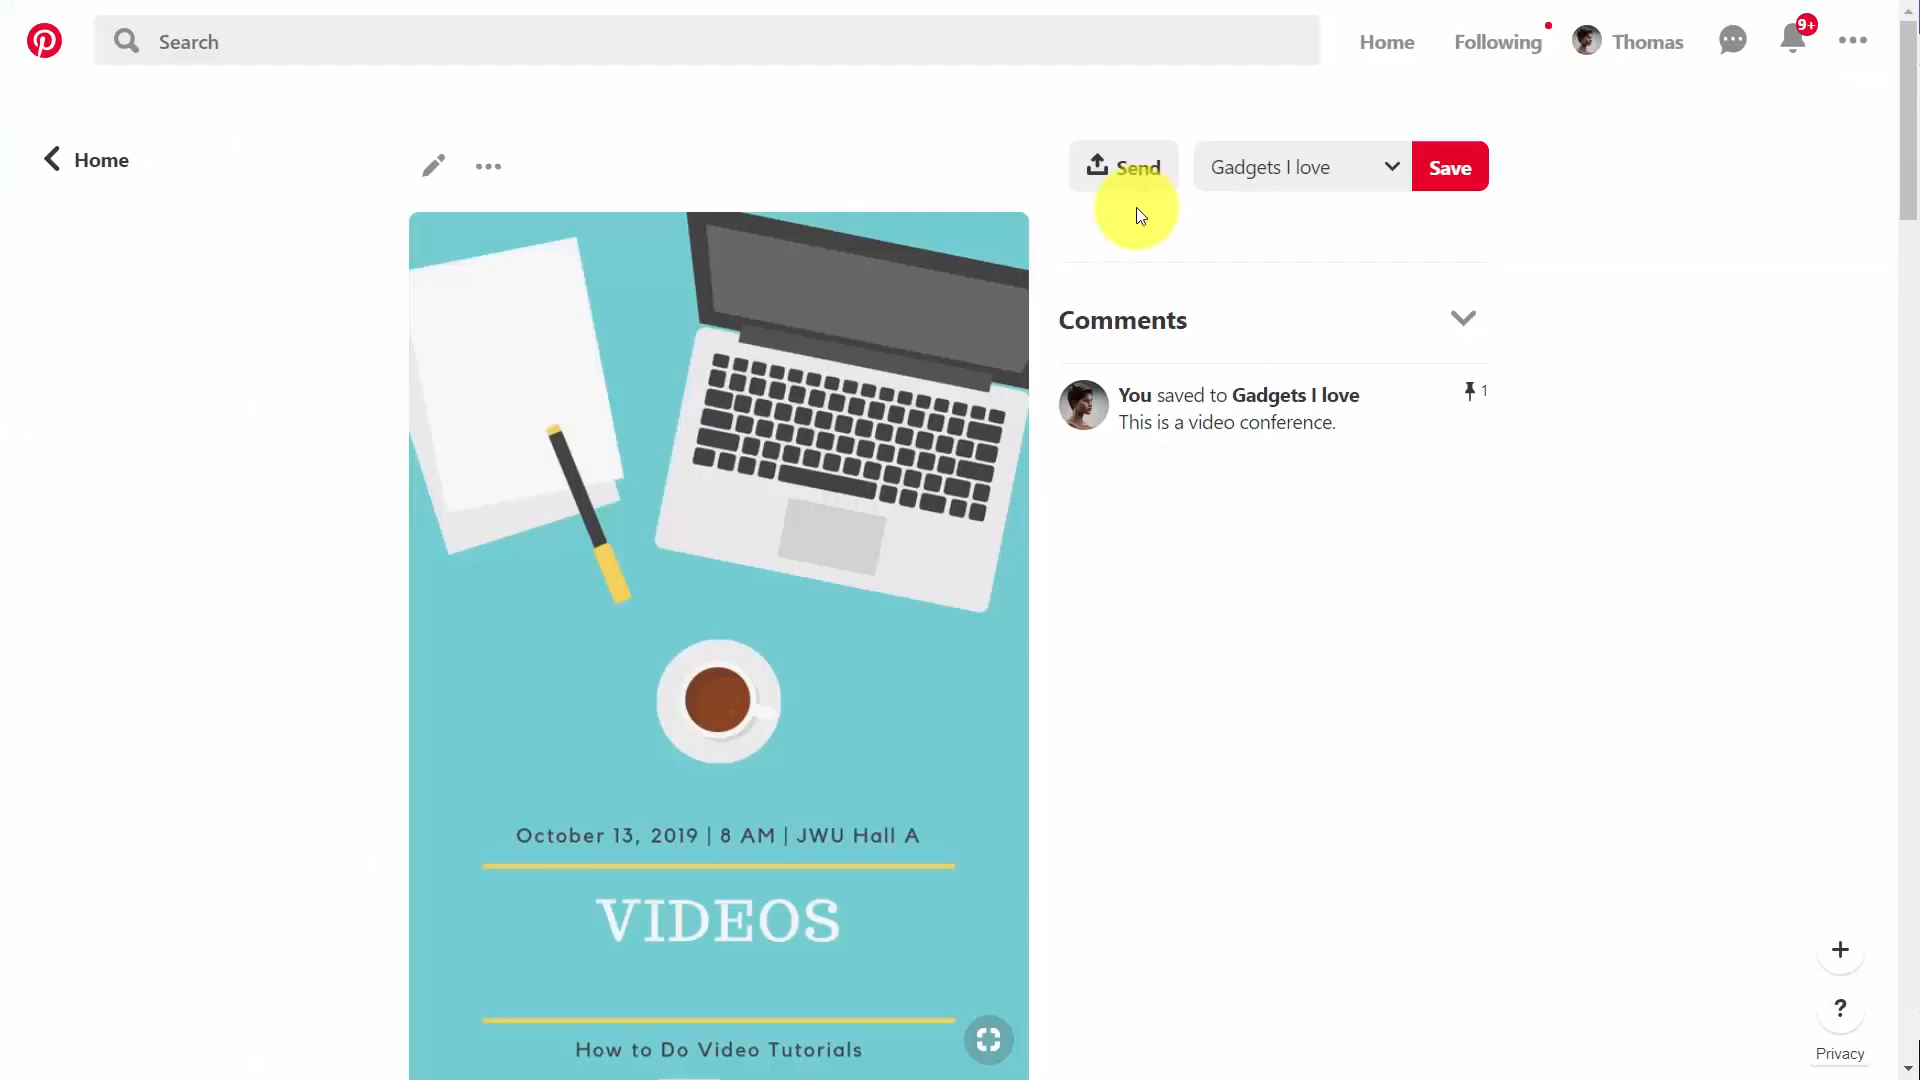 Search
Home
Following
Thomas
9+
Home
Send
Gadgets I love
Save
Comments
You saved to Gadgets I love
1
This is a video conference.
October 13, 2019 | 8 AM | JWU Hall A
VIDEOS
How to Do Video Tutorials
+
?
Privacy